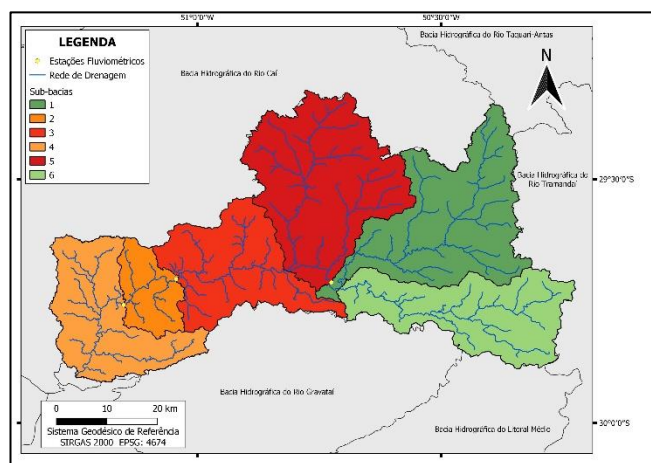 51°0'0"W
50°30'0"W
LEGENDA
Estações Fluviométricos
Rede de Drenagem
Sub-bacias
1
2
3
4
5
6
Bacia Hidrográfica do Rio Taquari-Antas
Bacia Hidrográfica do Rio Caí
N
29°30'0"S
Bacia Hidrográfica do
Rio Tramandaí
Bacia Hidrográfica do Rio Gravataí
Bacia Hidrográfica do Litoral Médio
30°0'0"S
0 10 20 km
Sistema Geodésico de Referência
SIRGAS 2000 EPSG: 4674